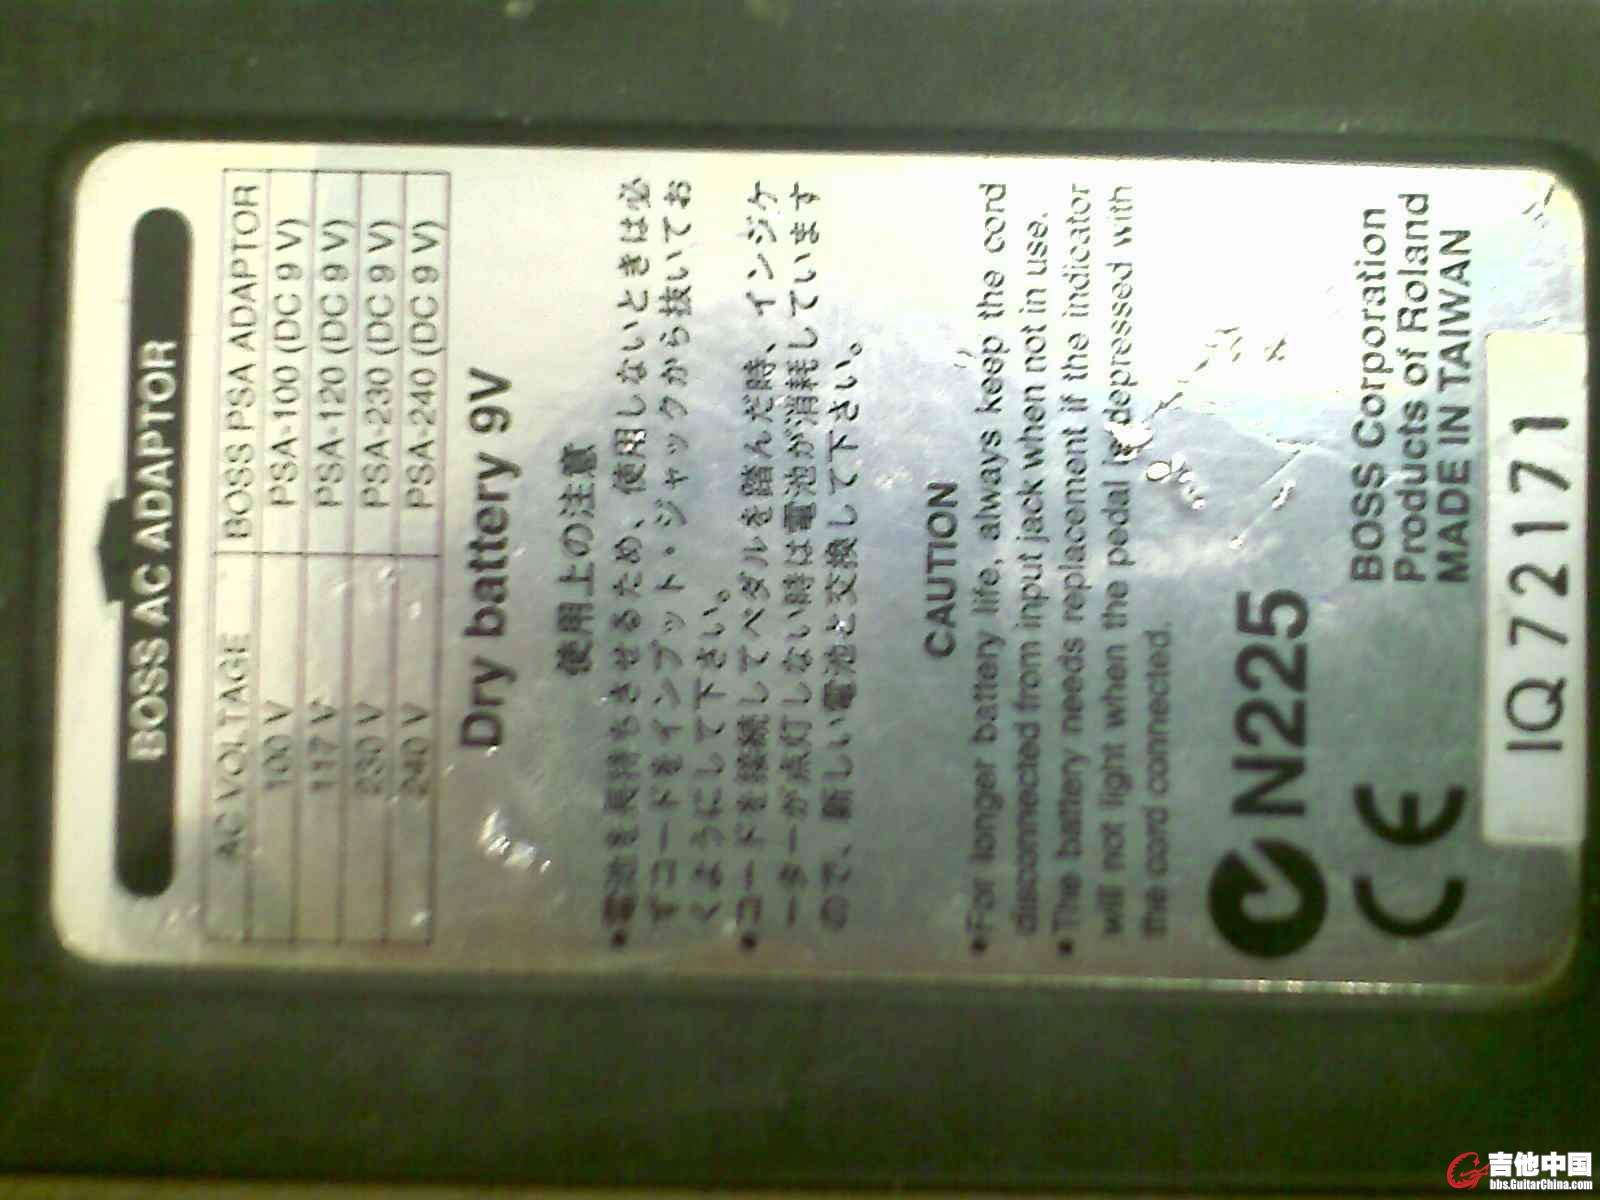 BOSS AC ADAPTOR
AC VOLTAGE BOSS PSA ADAPTOR
100 V PSA-100 (DC 9 V)
117 V PSA-120 (DC 9 V)
230 V PSA-230 (DC 9 V)
240 V PSA-240 (DC 9 V)
Dry battery 9V
使用上の注意
•電池を長持ちさせるため、使用しないときは必
ずコードをインプット・ジャックから抜いてお
くようにして下さい。
•コードを接続してペダルを踏んだ時、インジケ
ーターが点灯しない時は電池が消耗しています
ので、新しい電池と交換して下さい。
CAUTION
•For longer battery life, always keep the cord
disconnected from input jack when not in use.
•The battery needs replacement if the indicator
will not light when the pedal is depressed with
the cord connected.
N225
CE
BOSS Corporation
Products of Roland
MADE IN TAIWAN
IQ72171
吉他中国
bbs.GuitarChina.com